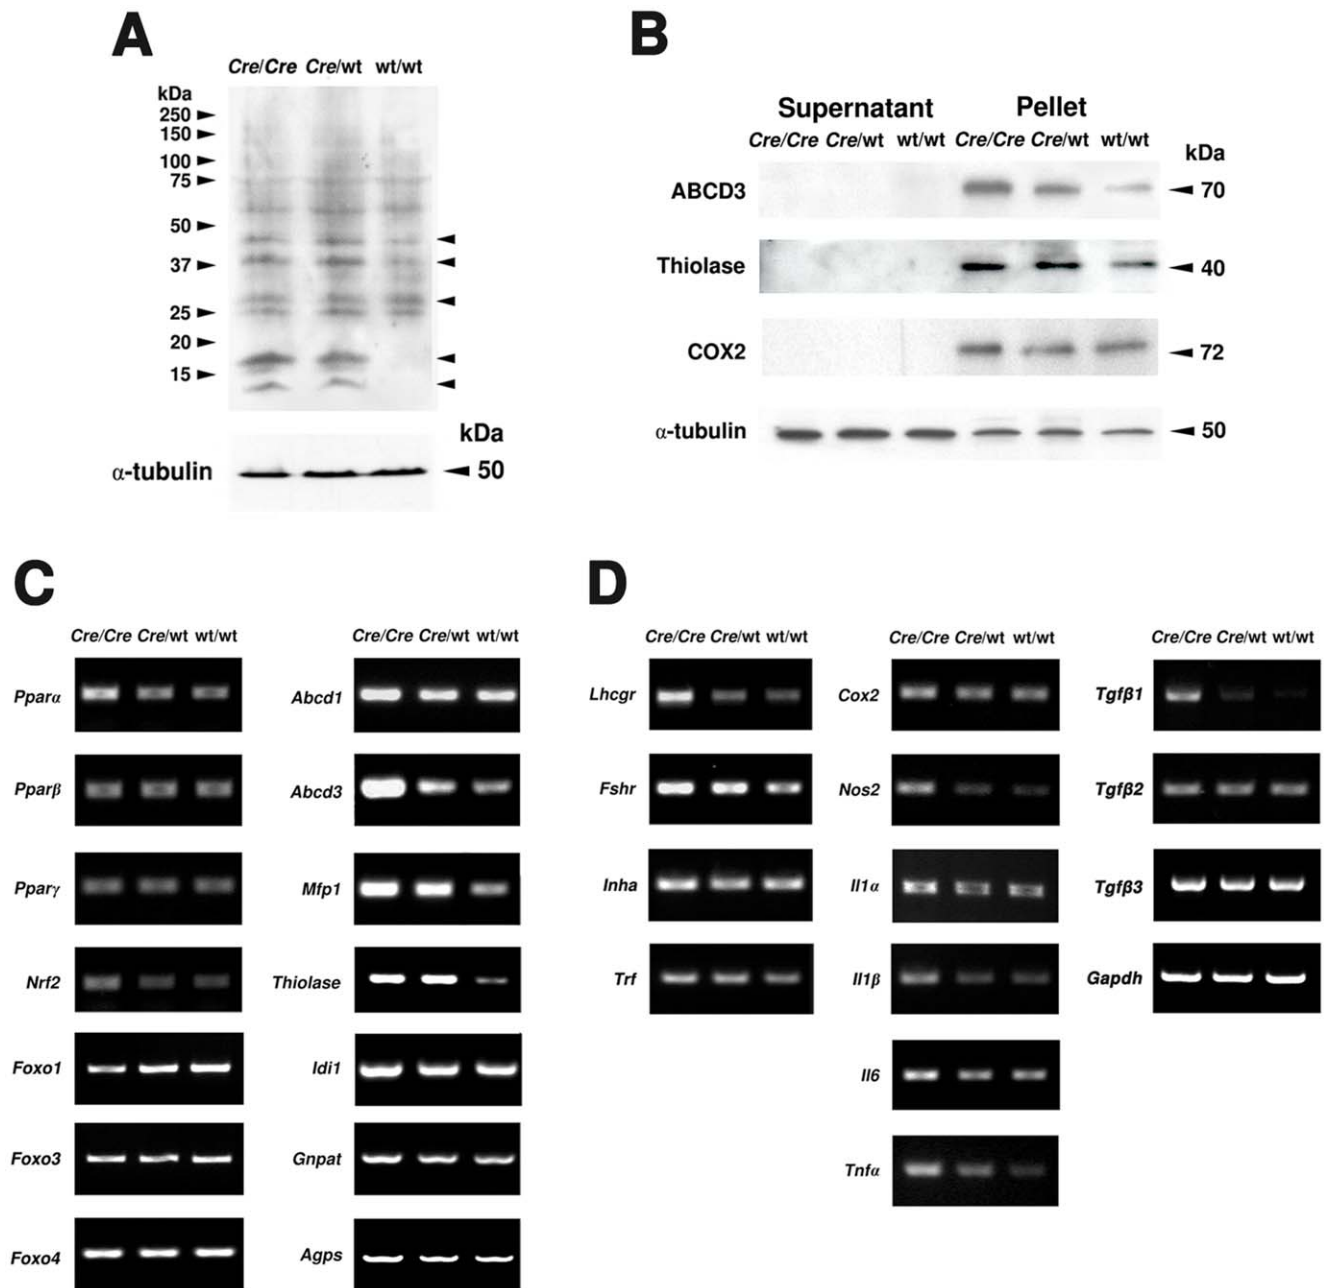 A
Cre/Cre Cre/wt wt/wt
kDa
250
150
100
75
50
37
25
20
15
kDa
α-tubulin 50
B
Supernatant Pellet
Cre/Cre Cre/wt wt/wt Cre/Cre Cre/wt wt/wt
kDa
ABCD3 70
Thiolase 40
COX2 72
α-tubulin 50
C
Cre/Cre Cre/wt wt/wt
Pparα
Pparβ
Pparγ
Nrf2
Foxo1
Foxo3
Foxo4
Cre/Cre Cre/wt wt/wt
Abcd1
Abcd3
Mfp1
Thiolase
Idi1
Gnpat
Agps
D
Cre/Cre Cre/wt wt/wt
Lhcgr
Fshr
Inha
Trf
Cre/Cre Cre/wt wt/wt
Cox2
Nos2
Il1α
Il1β
Il6
Tnfα
Cre/Cre Cre/wt wt/wt
Tgfβ1
Tgfβ2
Tgfβ3
Gapdh